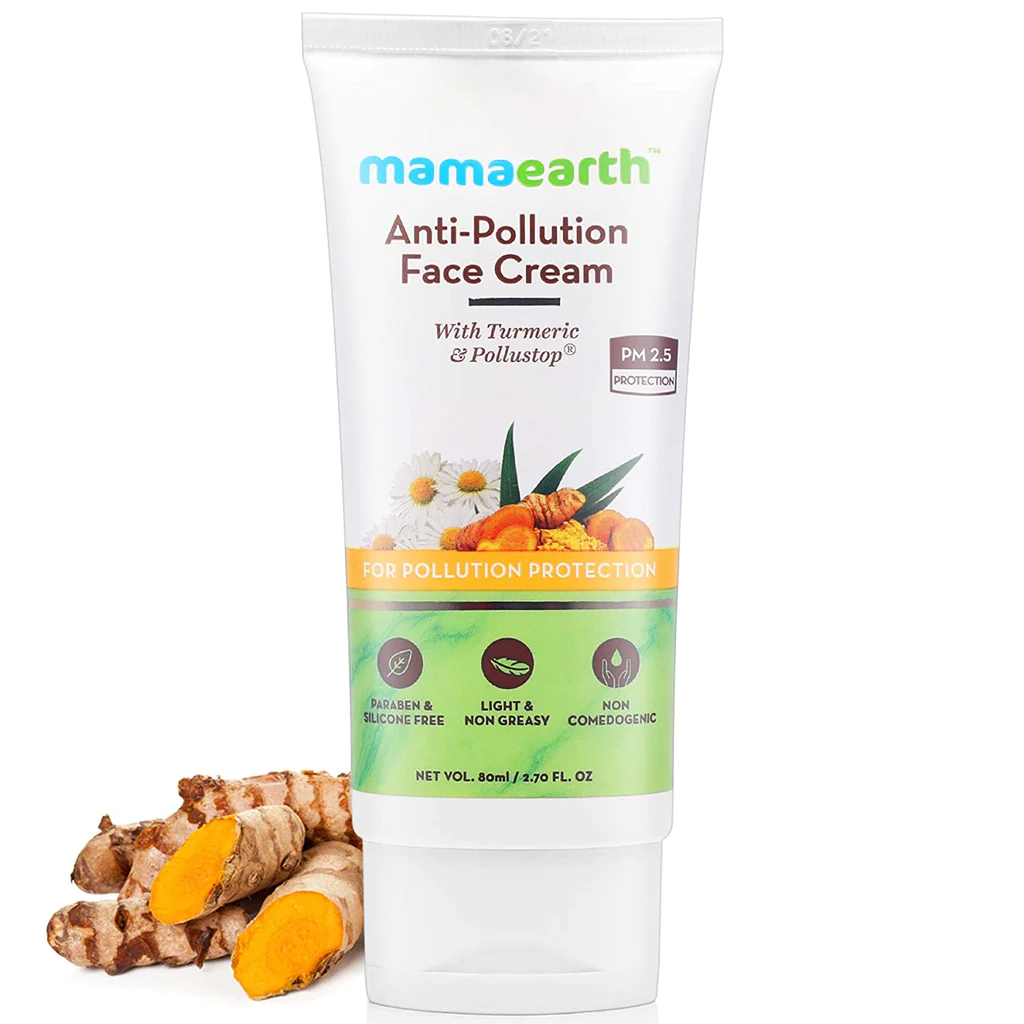 mamaearth™
Anti-Pollution
Face Cream
With Turmeric
& Pollustop®
PM 2.5
PROTECTION
FOR POLLUTION PROTECTION
PARABEN &
SILICONE FREE
LIGHT &
NON GREASY
NON
COMEDOGENIC
NET VOL. 80ml / 2.70 FL. OZ